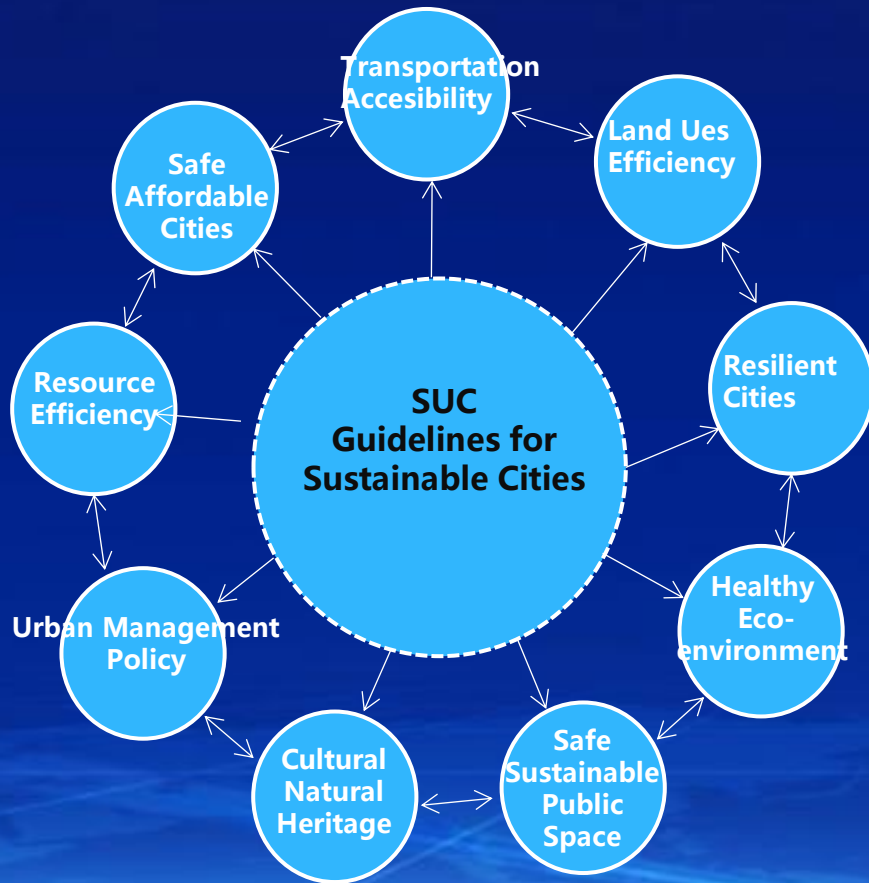 Transportation
Accesibility
Land Ues
Efficiency
Safe
Affordable
Cities
Resource
Efficiency
SUC
Guidelines for
Sustainable Cities
Resilient
Cities
Healthy
Eco-
environment
Urban Management
Policy
Cultural
Natural
Heritage
Safe
Sustainable
Public
Space